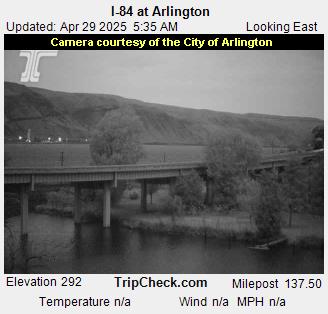 I-84 at Arlington
Updated: Apr 29 2025 5:35 AM Looking East
Camera courtesy of the City of Arlington
Elevation 292 TripCheck.com Milepost 137.50
Temperature n/a Wind n/a MPH n/a